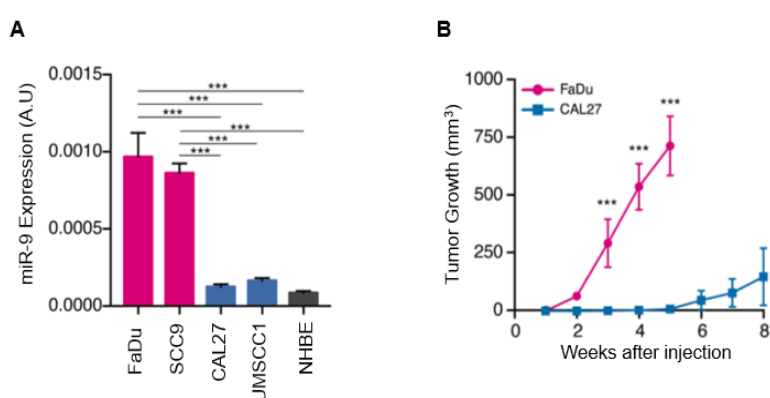 A
miR-9 Expression (A.U)
0.0015
0.0010
0.0005
0.0000
***
***
***
***
***
***
FaDu
SCC9
CAL27
UMSCC1
NHBE
B
Tumor Growth (mm³)
1000
750
500
250
0
FaDu
CAL27
***
***
***
0 2 4 6 8
Weeks after injection